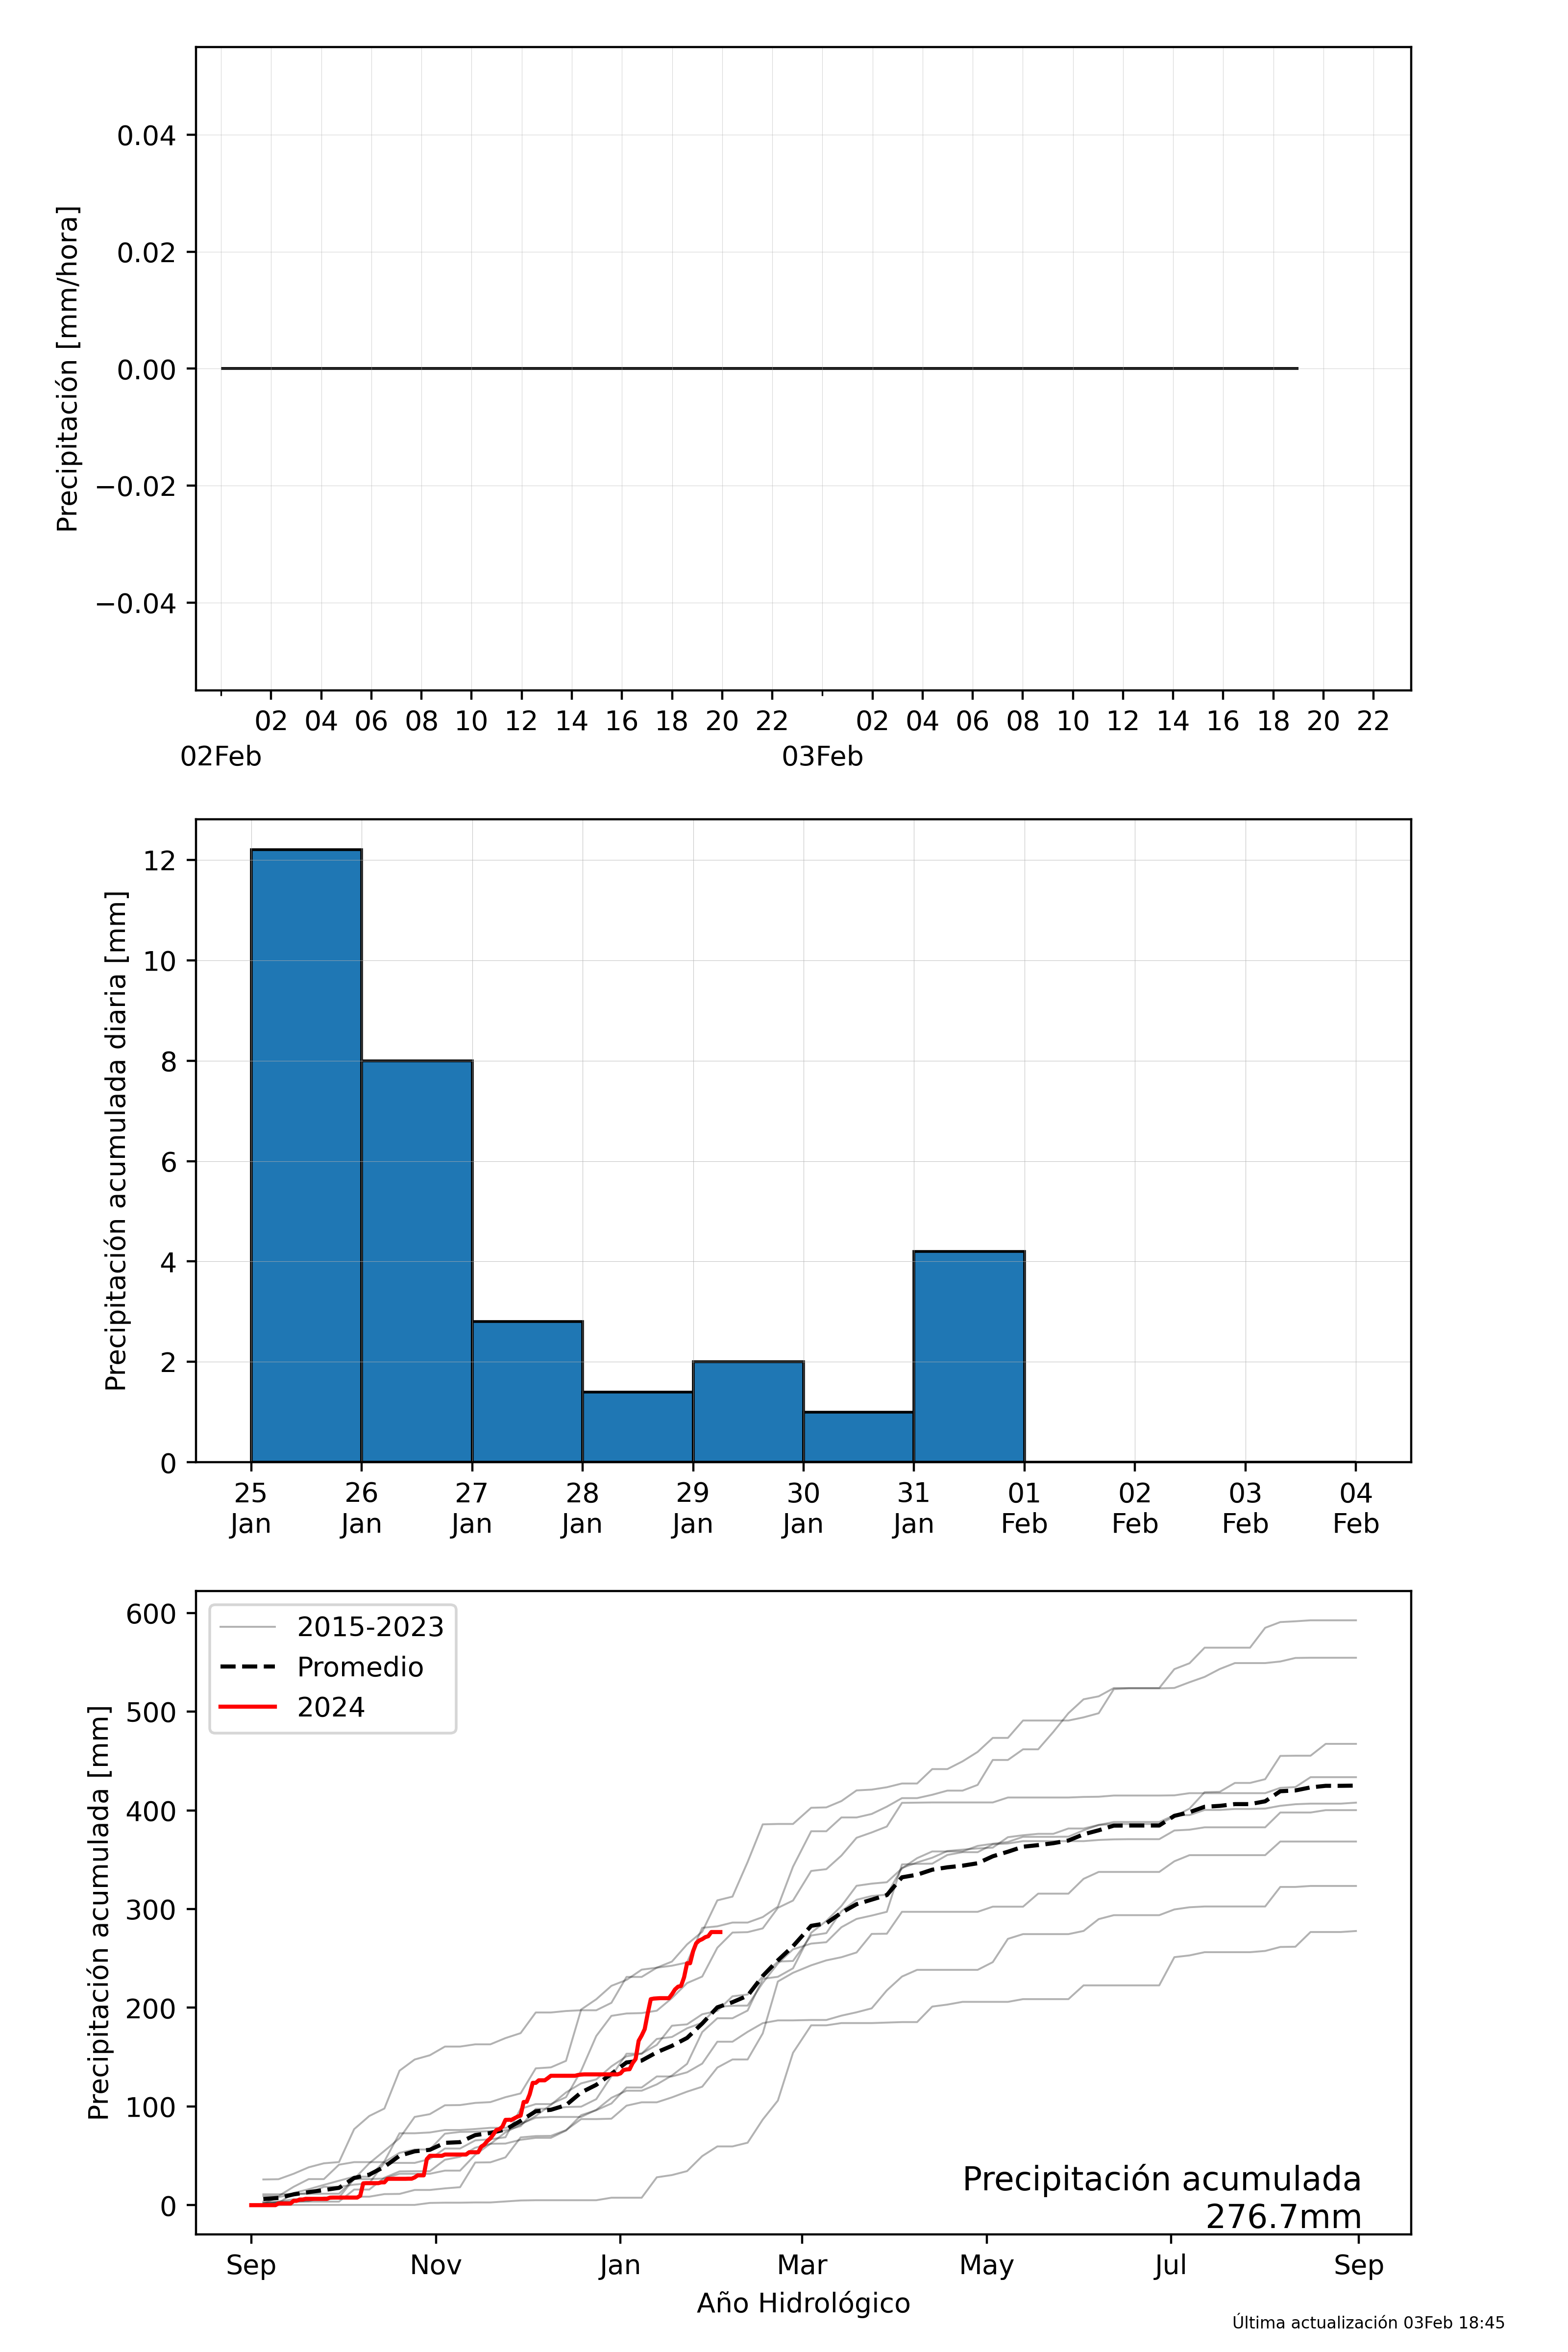 Precipitación [mm/hora]
0.04
0.02
0.00
−0.02
−0.04
02 04 06 08 10 12 14 16 18 20 22 02 04 06 08 10 12 14 16 18 20 22
02Feb 03Feb
Precipitación acumulada diaria [mm]
12
10
8
6
4
2
0
25 26 27 28 29 30 31 01 02 03 04
Jan Jan Jan Jan Jan Jan Jan Feb Feb Feb Feb
Precipitación acumulada [mm]
600
500
400
300
200
100
0
2015-2023
Promedio
2024
Precipitación acumulada
276.7mm
Sep Nov Jan Mar May Jul Sep
Año Hidrológico
Última actualización 03Feb 18:45